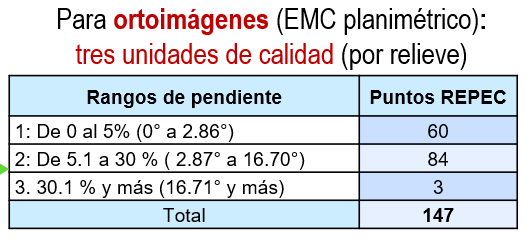 Para ortoimágenes (EMC planimétrico):
tres unidades de calidad (por relieve)
Rangos de pendiente Puntos REPEC
1: De 0 al 5% (0° a 2.86°) 60
2: De 5.1 a 30 % ( 2.87° a 16.70°) 84
3. 30.1 % y más (16.71° y más) 3
Total 147